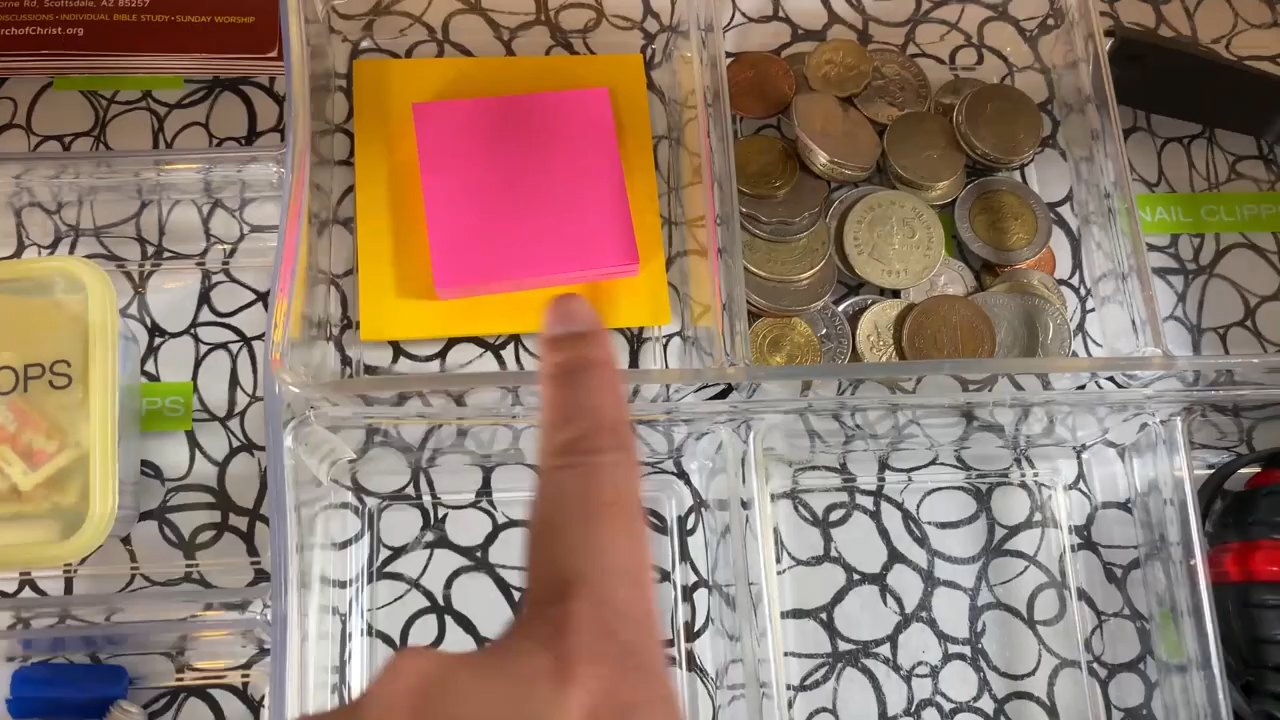 orne Rd, Scottsdale, AZ 85257
DISCUSSIONS • INDIVIDUAL BIBLE STUDY • SUNDAY WORSHIP
rchofChrist.org
NAIL CLIPP
REPUBLIKA NG PILIPINAS
5
1997
OPS
PS